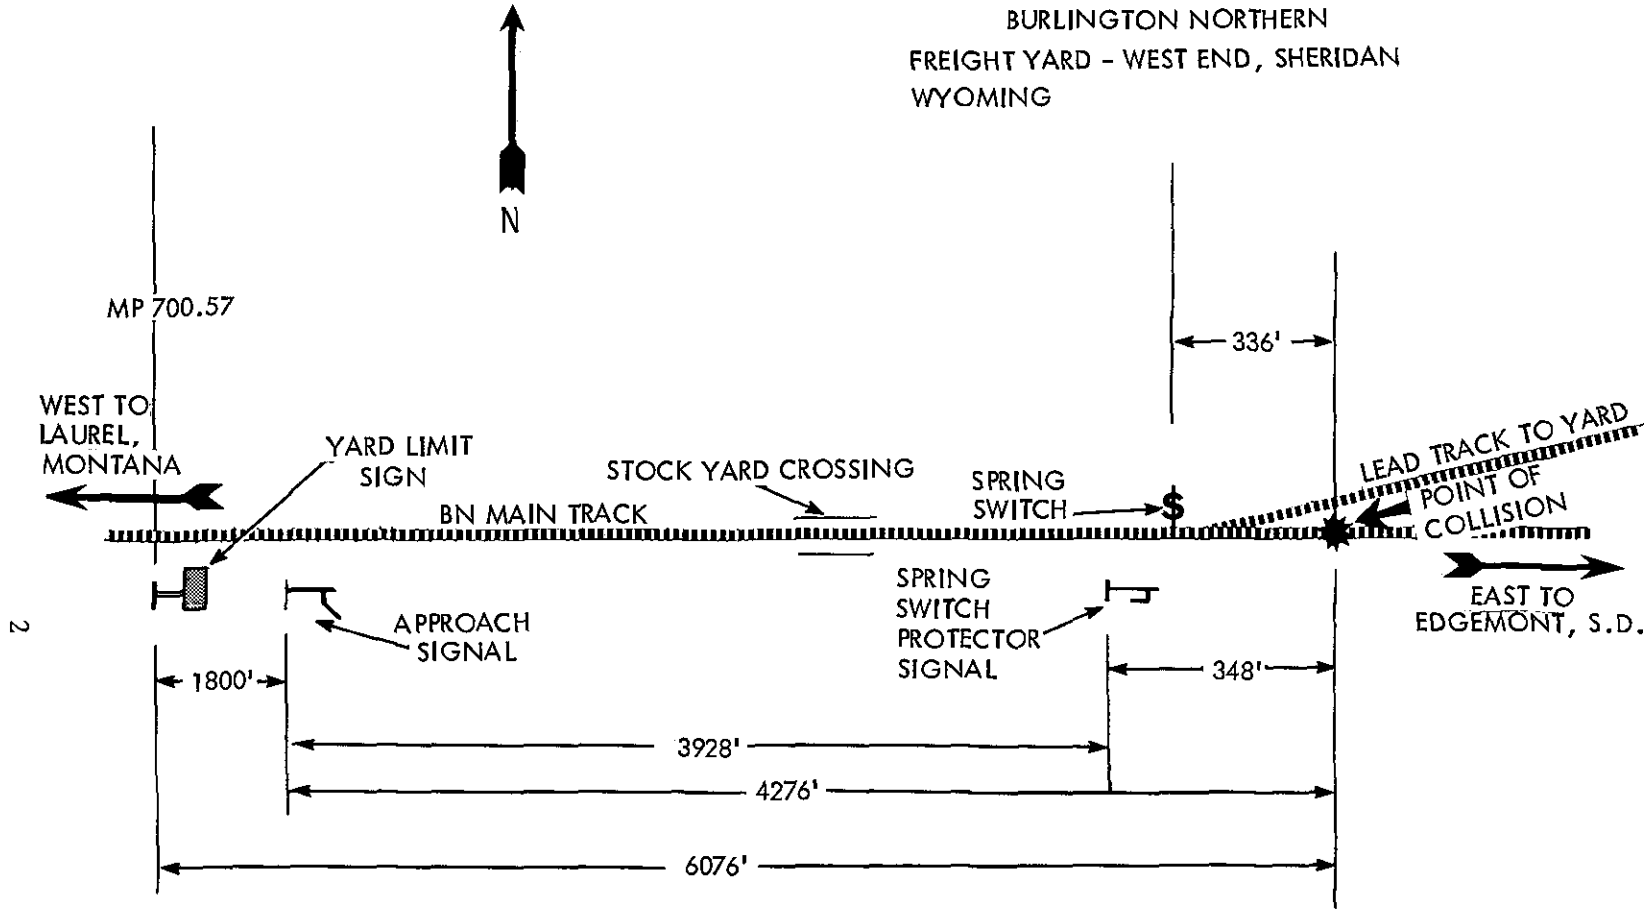 BURLINGTON NORTHERN
FREIGHT YARD - WEST END, SHERIDAN
WYOMING
N
MP 700.57
336'
WEST TO
LAUREL,
MONTANA
YARD LIMIT
SIGN
STOCK YARD CROSSING
SPRING
SWITCH
S
LEAD TRACK TO YARD
POINT OF
COLLISION
BN MAIN TRACK
APPROACH
SIGNAL
SPRING
SWITCH
PROTECTOR
SIGNAL
EAST TO
EDGEMONT, S.D.
2
1800'
348'
3928'
4276'
6076'